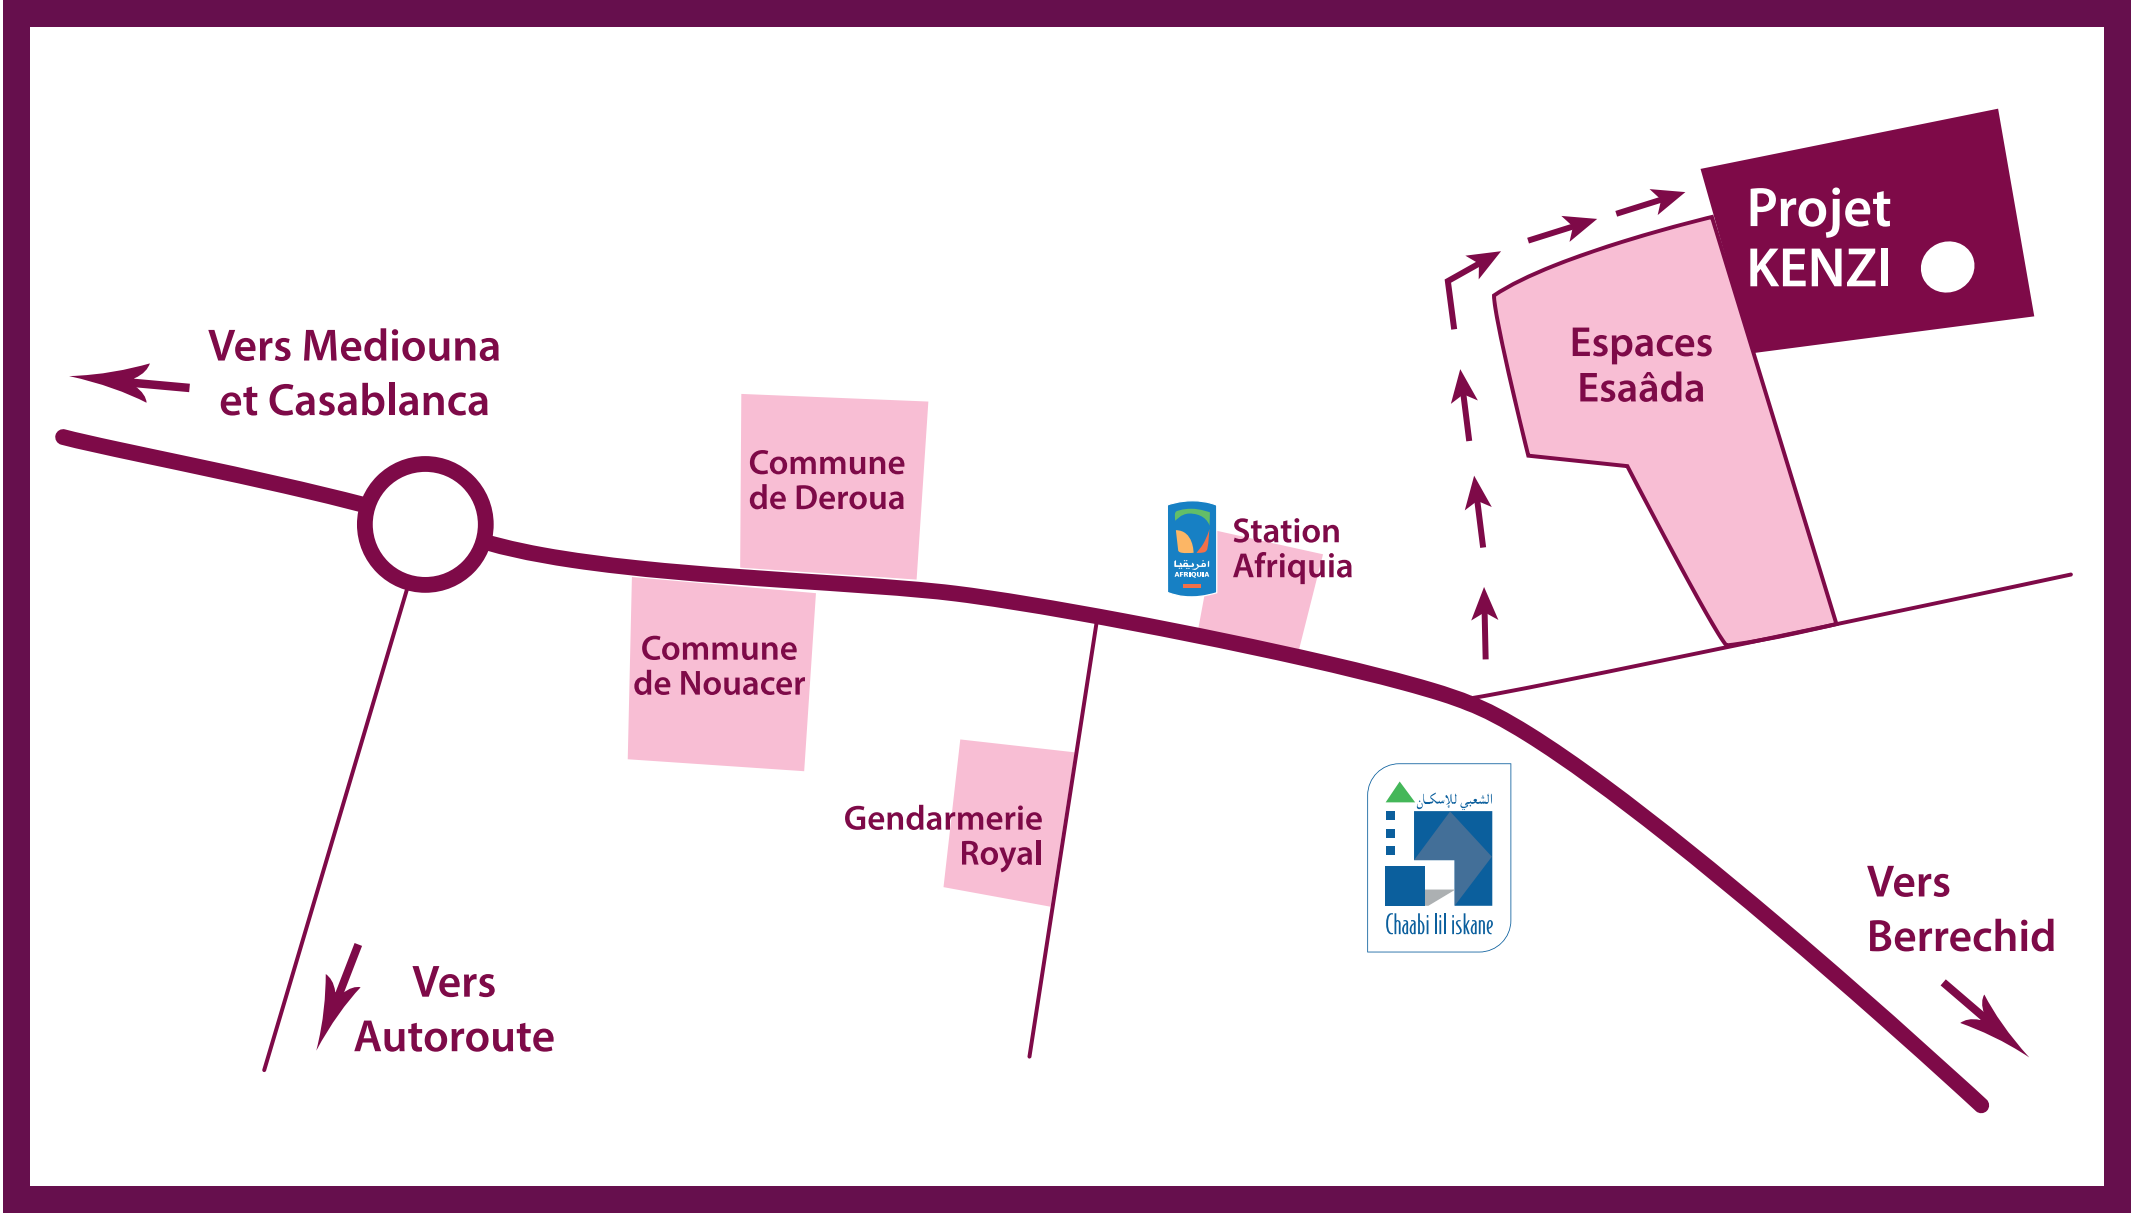 Projet
KENZI
Espaces
Esaâda
Vers Mediouna
et Casablanca
Commune
de Deroua
Station
Afriquia
افريقيا
AFRIQUIA
Commune
de Nouacer
Gendarmerie
Royal
الشعبي للإسكان
Chaabi lil iskane
Vers
Berrechid
Vers
Autoroute